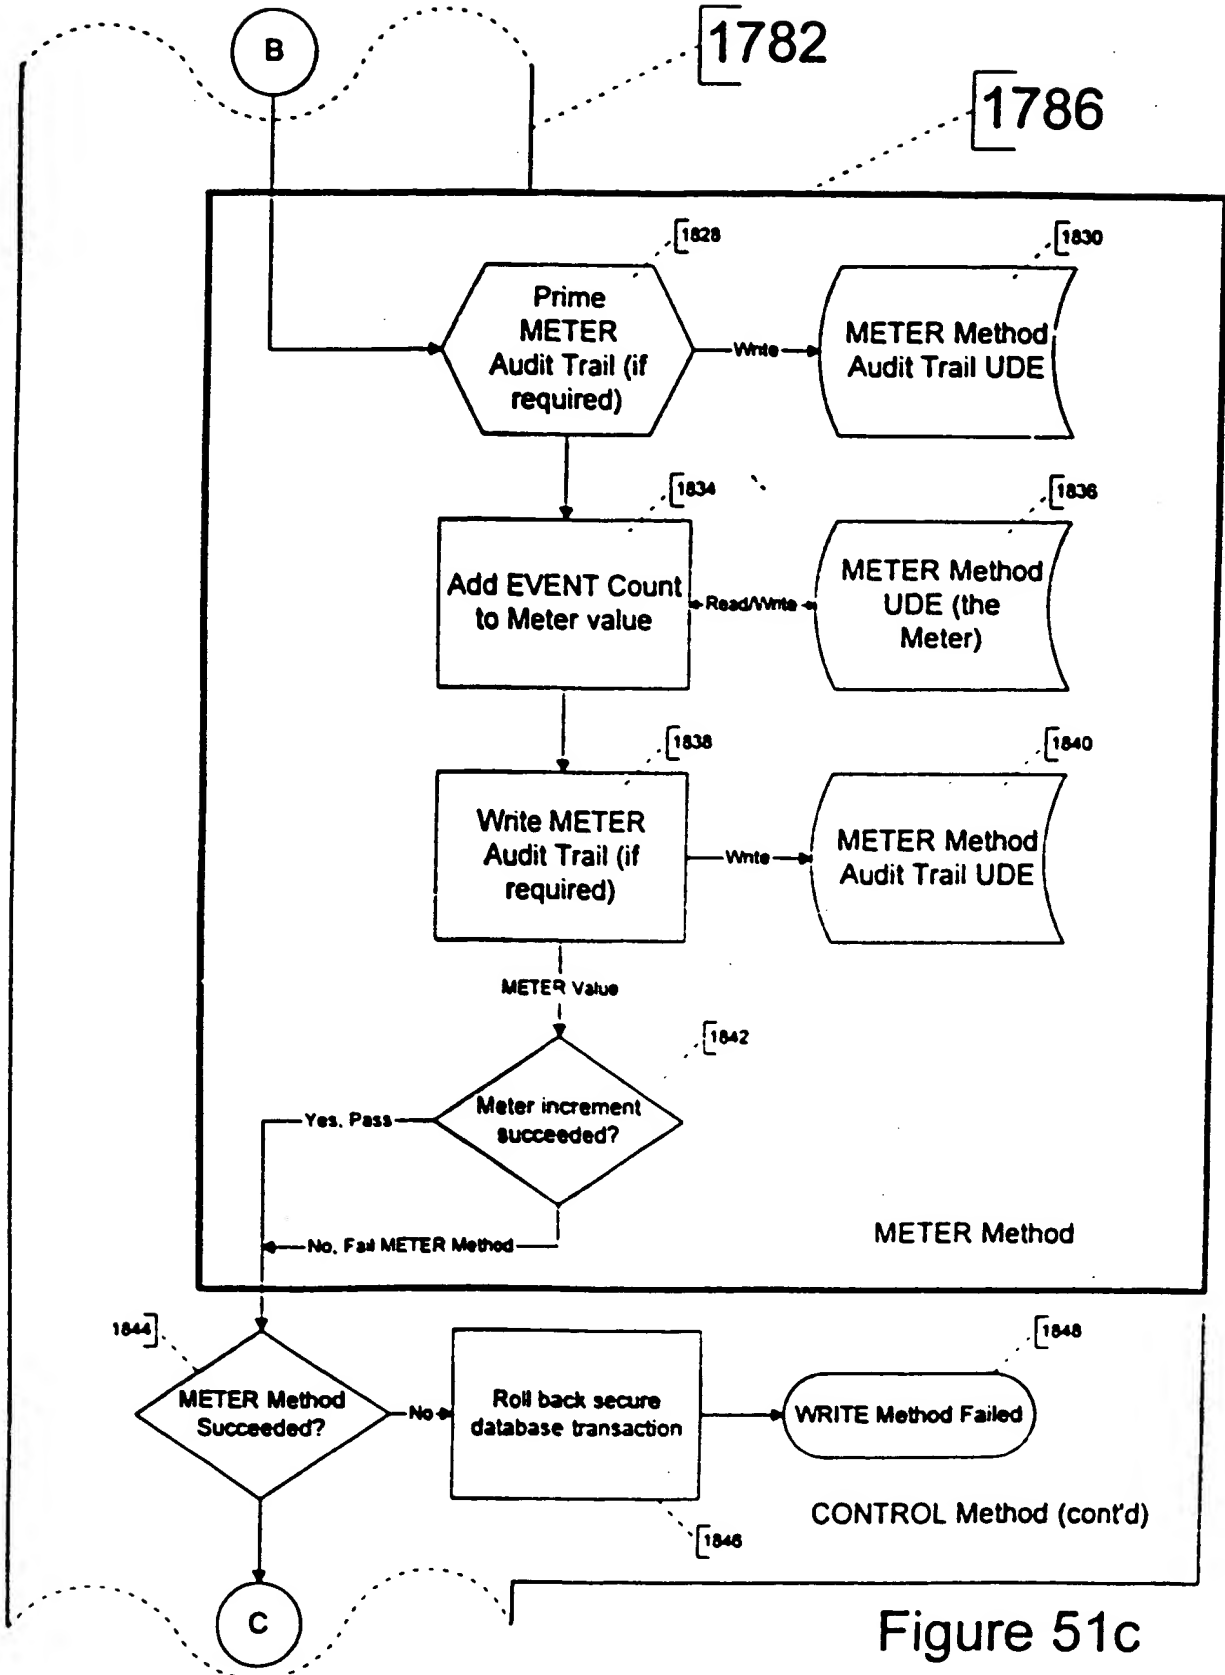 B
1782
1786
1828
1830
Prime
METER
Audit Trail (if
required)
Write
METER Method
Audit Trail UDE
1834
1836
Add EVENT Count
to Meter value
Read/Write
METER Method
UDE (the
Meter)
1838
1840
Write METER
Audit Trail (if
required)
Write
METER Method
Audit Trail UDE
METER Value
1842
Meter increment
succeeded?
Yes, Pass
No, Fail METER Method
METER Method
1844
1848
METER Method
Succeeded?
No
Roll back secure
database transaction
WRITE Method Failed
CONTROL Method (cont'd)
1846
C
Figure 51c